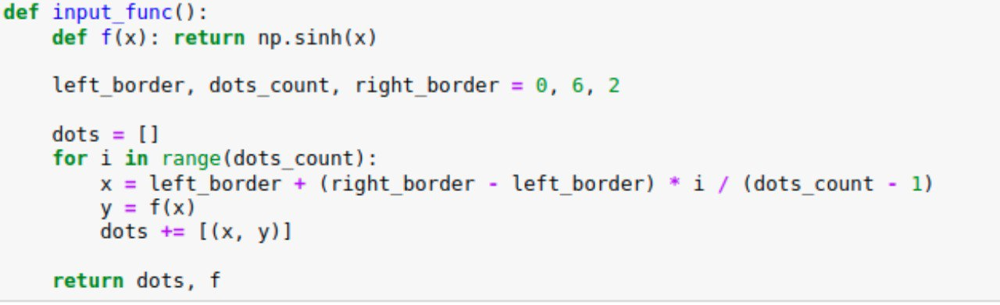 def input_func():
    def f(x): return np.sinh(x)

    left_border, dots_count, right_border = 0, 6, 2

    dots = []
    for i in range(dots_count):
        x = left_border + (right_border - left_border) * i / (dots_count - 1)
        y = f(x)
        dots += [(x, y)]

    return dots, f